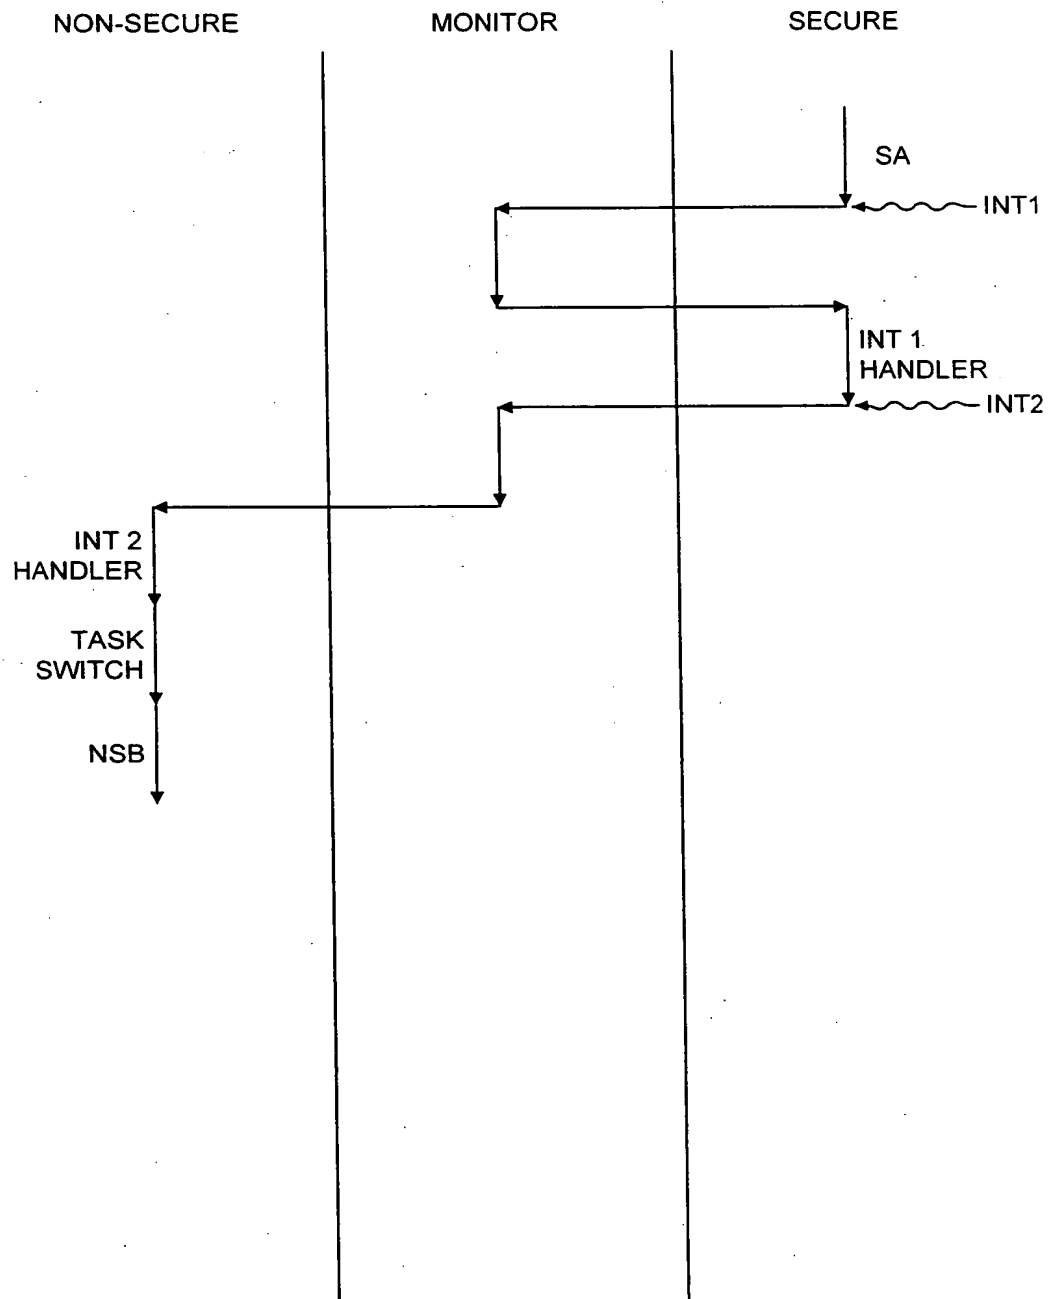 NON-SECURE
MONITOR
SECURE
SA
INT1
INT 1
HANDLER
INT2
INT 2
HANDLER
TASK
SWITCH
NSB